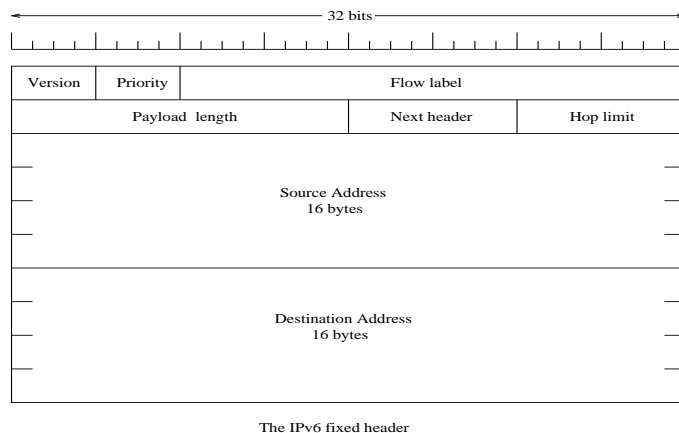 32 bits
Version Priority Flow label
Payload length Next header Hop limit
Source Address
16 bytes
Destination Address
16 bytes
The IPv6 fixed header